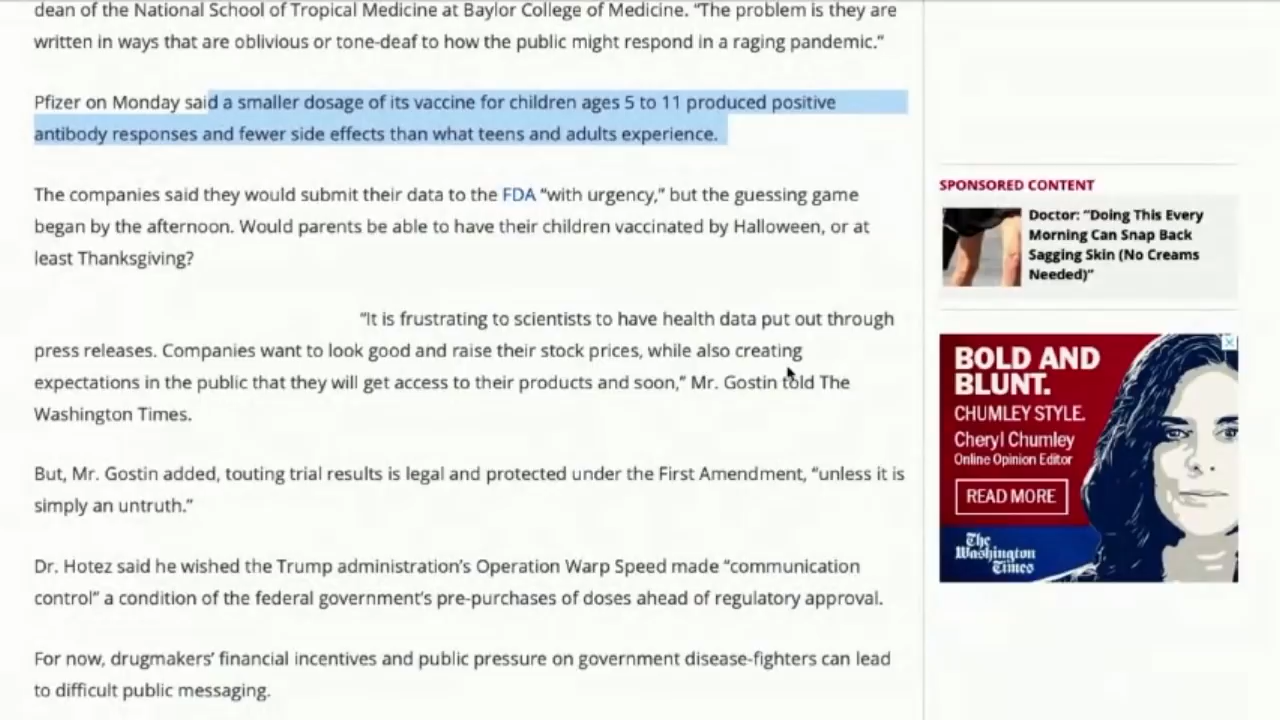 dean of the National School of Tropical Medicine at Baylor College of Medicine. “The problem is they are
written in ways that are oblivious or tone-deaf to how the public might respond in a raging pandemic.”
Pfizer on Monday said a smaller dosage of its vaccine for children ages 5 to 11 produced positive
antibody responses and fewer side effects than what teens and adults experience.
The companies said they would submit their data to the FDA “with urgency,” but the guessing game
began by the afternoon. Would parents be able to have their children vaccinated by Halloween, or at
least Thanksgiving?
“It is frustrating to scientists to have health data put out through
press releases. Companies want to look good and raise their stock prices, while also creating
expectations in the public that they will get access to their products and soon,” Mr. Gostin told The
Washington Times.
But, Mr. Gostin added, touting trial results is legal and protected under the First Amendment, “unless it is
simply an untruth.”
Dr. Hotez said he wished the Trump administration’s Operation Warp Speed made “communication
control” a condition of the federal government’s pre-purchases of doses ahead of regulatory approval.
For now, drugmakers’ financial incentives and public pressure on government disease-fighters can lead
to difficult public messaging.
SPONSORED CONTENT
Doctor: “Doing This Every
Morning Can Snap Back
Sagging Skin (No Creams
Needed)”
BOLD AND
BLUNT.
CHUMLEY STYLE.
Cheryl Chumley
Online Opinion Editor
READ MORE
The
Washington
Times